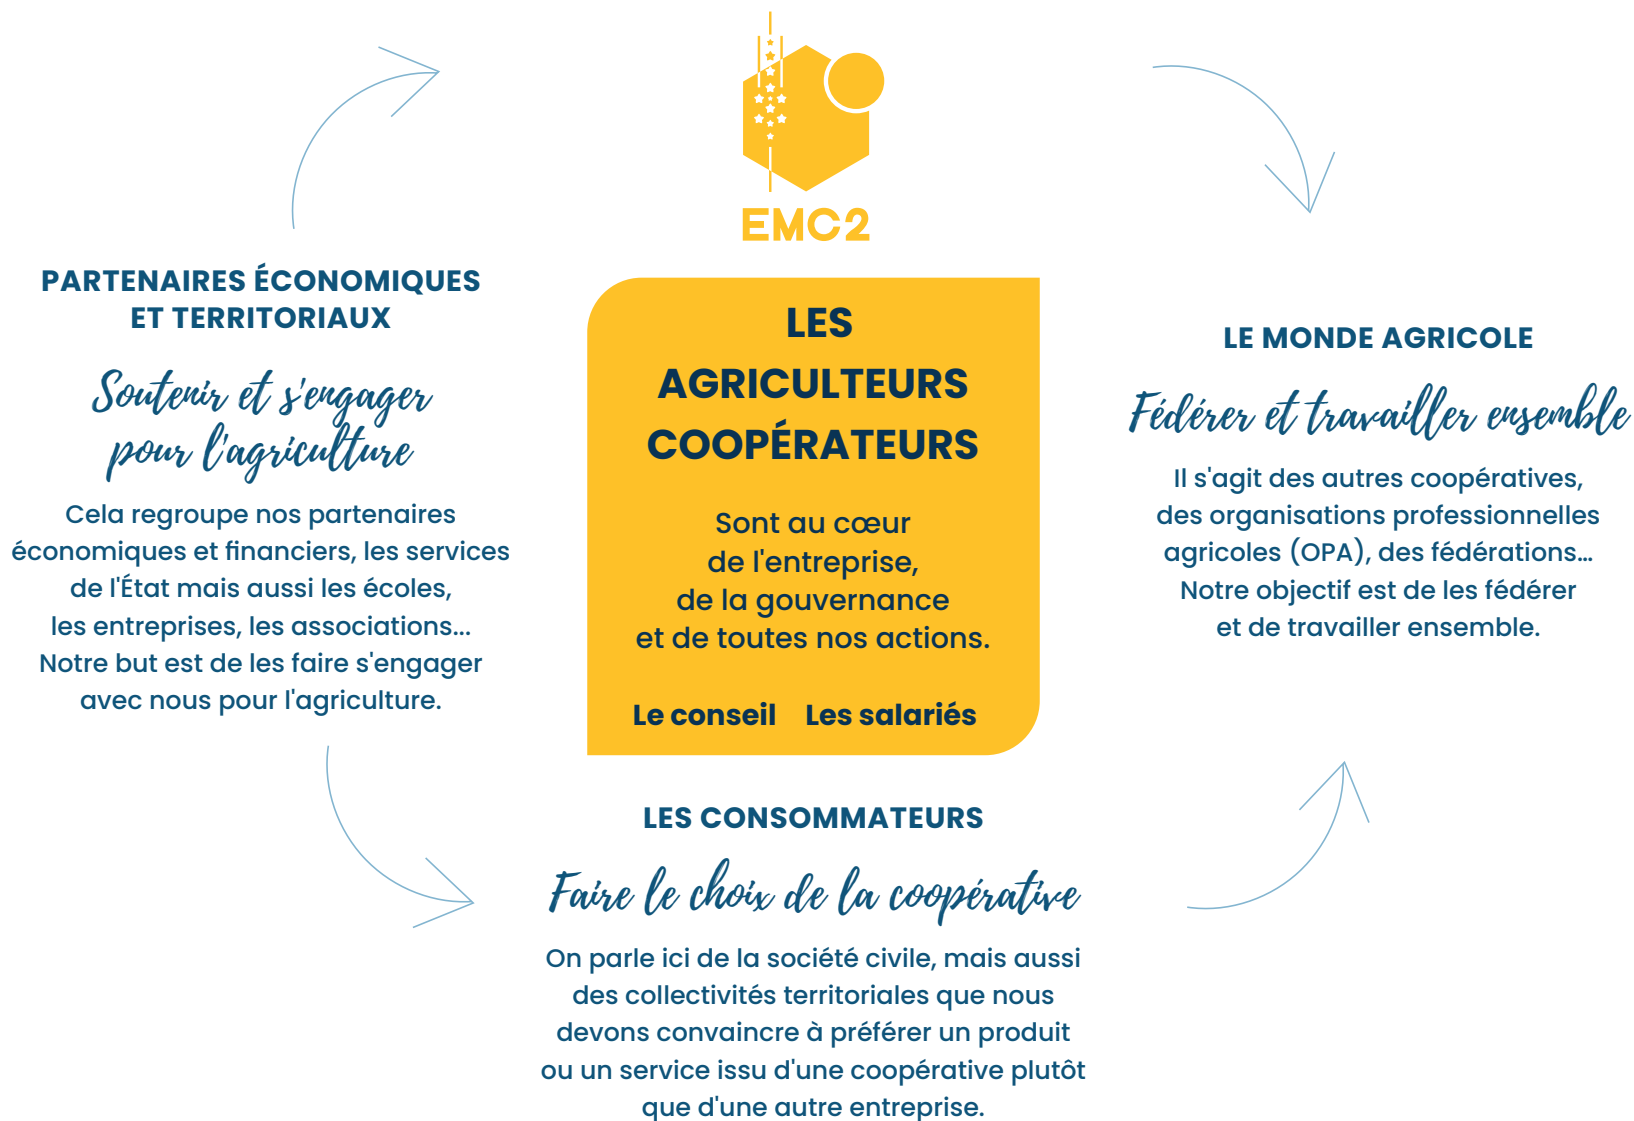 EMC2
PARTENAIRES ÉCONOMIQUES
ET TERRITORIAUX
Soutenir et s'engager
pour l'agriculture
Cela regroupe nos partenaires
économiques et financiers, les services
de l'État mais aussi les écoles,
les entreprises, les associations...
Notre but est de les faire s'engager
avec nous pour l'agriculture.
LES
AGRICULTEURS
COOPÉRATEURS
Sont au cœur
de l'entreprise,
de la gouvernance
et de toutes nos actions.
Le conseil Les salariés
LE MONDE AGRICOLE
Fédérer et travailler ensemble
Il s'agit des autres coopératives,
des organisations professionnelles
agricoles (OPA), des fédérations...
Notre objectif est de les fédérer
et de travailler ensemble.
LES CONSOMMATEURS
Faire le choix de la coopérative
On parle ici de la société civile, mais aussi
des collectivités territoriales que nous
devons convaincre à préférer un produit
ou un service issu d'une coopérative plutôt
que d'une autre entreprise.